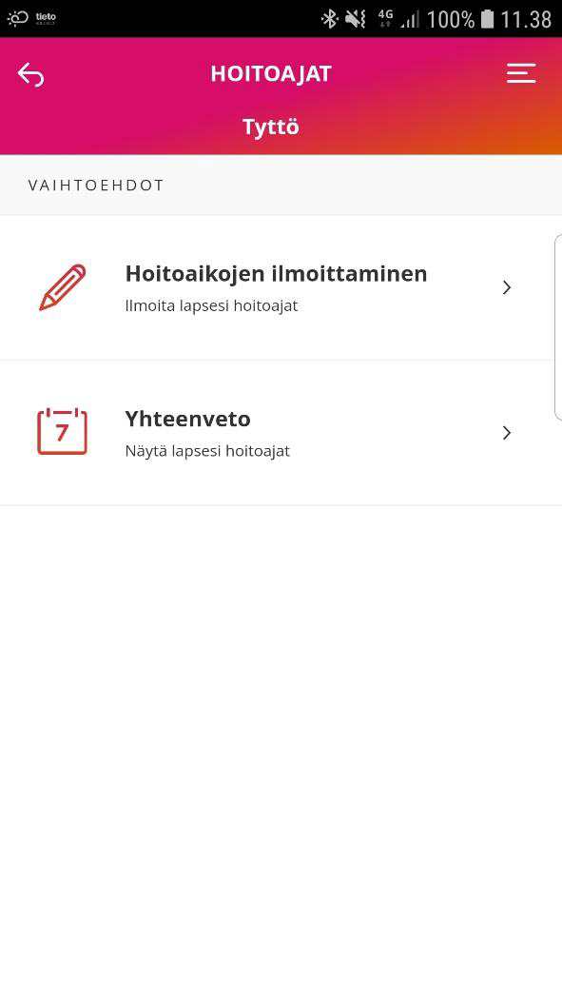 tieto
4G
100%
11.38
HOITOAJAT
Tyttö
VAIHTOEHDOT
Hoitoaikojen ilmoittaminen
Ilmoita lapsesi hoitoajat
7
Yhteenveto
Näytä lapsesi hoitoajat